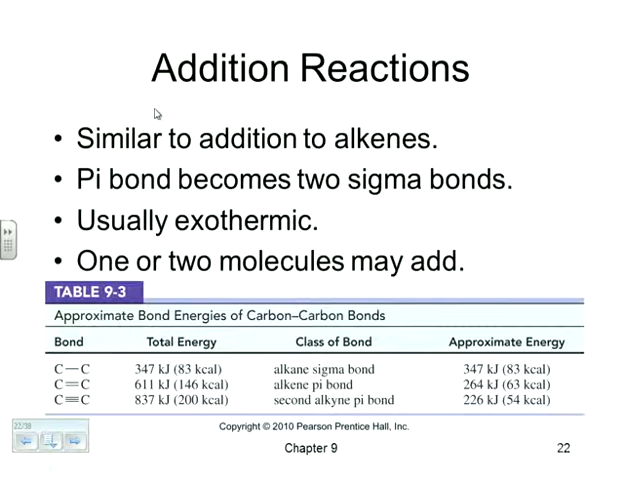 Addition Reactions
• Similar to addition to alkenes.
• Pi bond becomes two sigma bonds.
• Usually exothermic.
• One or two molecules may add.
TABLE 9-3
Approximate Bond Energies of Carbon–Carbon Bonds
Bond Total Energy Class of Bond Approximate Energy
C—C 347 kJ (83 kcal) alkane sigma bond 347 kJ (83 kcal)
C=C 611 kJ (146 kcal) alkene pi bond 264 kJ (63 kcal)
C≡C 837 kJ (200 kcal) second alkyne pi bond 226 kJ (54 kcal)
Copyright © 2010 Pearson Prentice Hall, Inc.
Chapter 9 22